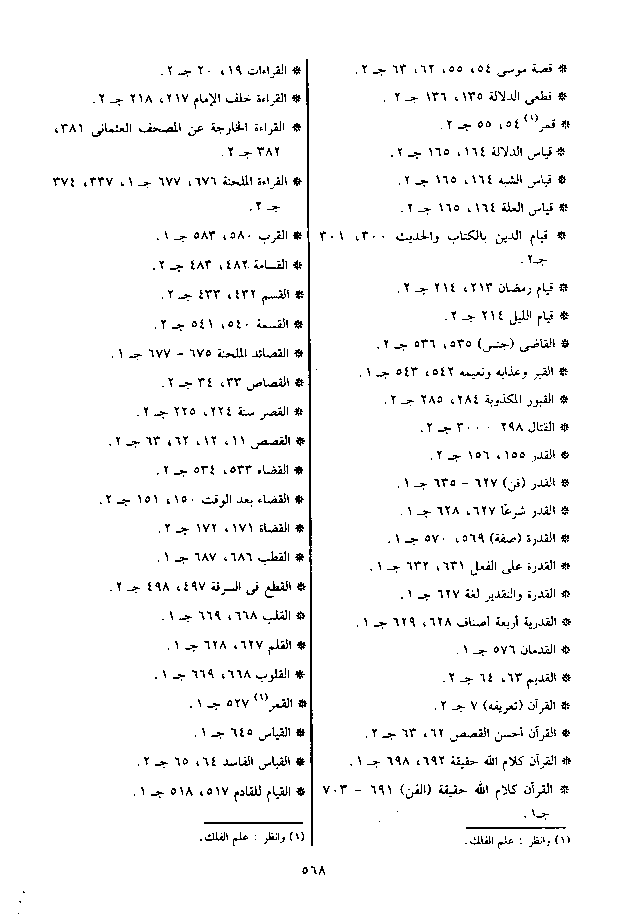 * قصة موسى ٥٤، ٥٥، ٦٢، ٦٣ جـ ٢.
* قطعى الدلالة ١٣٥، ١٣٦ جـ ٢.
* قمر(١) ٥٤، ٥٥ جـ ٢.
* قياس الدلالة ١٦٤، ١٦٥ جـ ٢.
* قياس الشبه ١٦٤، ١٦٥ جـ ٢.
* قياس العلة ١٦٤، ١٦٥ جـ ٢.
* قيام الدين بالكتاب والحديث ٣٠٠، ٣٠١
جـ٢.
* قيام رمضان ٢١٣، ٢١٤ جـ ٢.
* قيام الليل ٢١٤ جـ ٢.
* القاضى (جنس) ٥٣٥، ٥٣٦ جـ ٢.
* القبر وعذابه ونعيمه ٥٤٢، ٥٤٣ جـ ١.
* القبور المكذوبة ٢٨٤، ٢٨٥ جـ ٢.
* القتال ٢٩٨ - ٣٠٠ جـ ٢.
* القدر ١٥٥، ١٥٦ جـ ٢.
* القدر (فن) ٦٢٧ - ٦٣٥ جـ ١.
* القدر شرعًا ٦٢٧، ٦٢٨ جـ ١.
* القدرة (صفة) ٥٦٩، ٥٧٠ جـ ١.
* القدرة على الفعل ٦٣١، ٦٣٢ جـ ١.
* القدرة والتقدير لغة ٦٢٧ جـ ١.
* القدرية أربعة أصناف ٦٢٨، ٦٢٩ جـ ١.
* القدمان ٥٧٦ جـ ١.
* القديم ٦٣، ٦٤ جـ ٢.
* القرآن (تعريفه) ٧ جـ ٢.
* القرآن أحسن القصص ٦٢، ٦٣ جـ ٢.
* القرآن كلام الله حقيقة ٦٩٢، ٦٩٨ جـ ١.
* القرآن كلام الله حقيقة (الفن) ٦٩١ - ٧٠٣
جـ١.
(١) وانظر : علم الفلك.
* القراءات ١٩، ٢٠ جـ ٢.
* القراءة خلف الإمام ٢١٧، ٢١٨ جـ ٢.
* القراءة الخارجة عن المصحف العثمانى ٣٨١،
٣٨٢ جـ ٢.
* القراءة الملحنة ٦٧٦، ٦٧٧ جـ ١، ٣٣٧، ٣٧٤
جـ ٢.
* القرب ٥٨٠، ٥٨٣ جـ ١.
* القسامة ٤٨٢، ٤٨٣ جـ ٢.
* القسم ٤٣٢، ٤٣٣ جـ ٢.
* القسمة ٥٤٠، ٥٤١ جـ ٢.
* القصائد الملحنة ٦٧٥ - ٦٧٧ جـ ١.
* القصاص ٣٣، ٣٤ جـ ٢.
* القصر سنة ٢٢٤، ٢٢٥ جـ ٢.
* القصص ١١، ١٢، ٦٢، ٦٣ جـ ٢.
* القضاء ٥٣٣، ٥٣٤ جـ ٢.
* القضاء بعد الوقت ١٥٠، ١٥١ جـ ٢.
* القضاة ١٧١، ١٧٢ جـ ٢.
* القطب ٦٨٦، ٦٨٧ جـ ١.
* القطع فى السرقة ٤٩٧، ٤٩٨ جـ ٢.
* القلب ٦٦٨، ٦٦٩ جـ ١.
* القلم ٦٢٧، ٦٢٨ جـ ١.
* القلوب ٦٦٨، ٦٦٩ جـ ١.
* القمر(١) ٥٢٧ جـ ١.
* القياس ٦٤٥ جـ ١.
* القياس الفاسد ٦٤، ٦٥ جـ ٢.
* القيام للقادم ٥١٧، ٥١٨ جـ ١.
(١) وانظر : علم الفلك.
٥٦٨